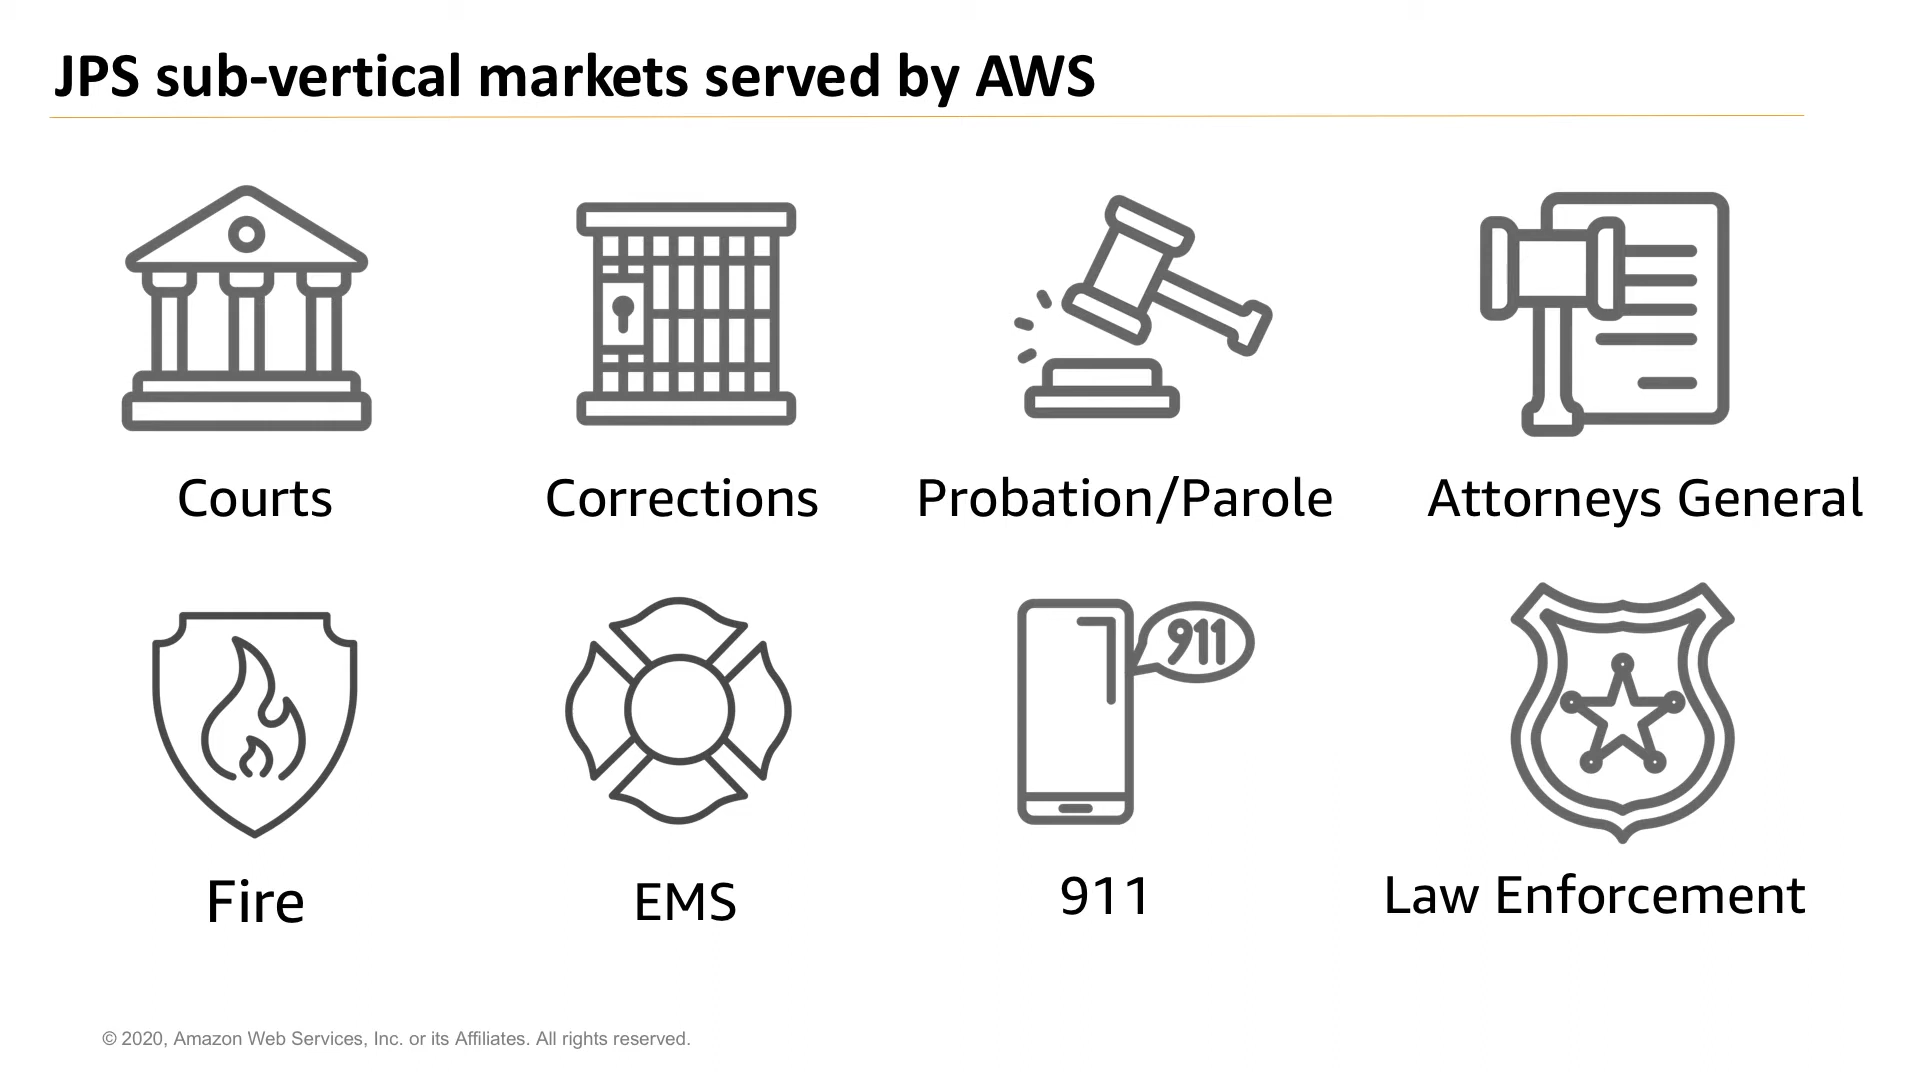 JPS sub-vertical markets served by AWS
Courts
Corrections
Probation/Parole
Attorneys General
911
Fire
EMS
911
Law Enforcement
© 2020, Amazon Web Services, Inc. or its Affiliates. All rights reserved.